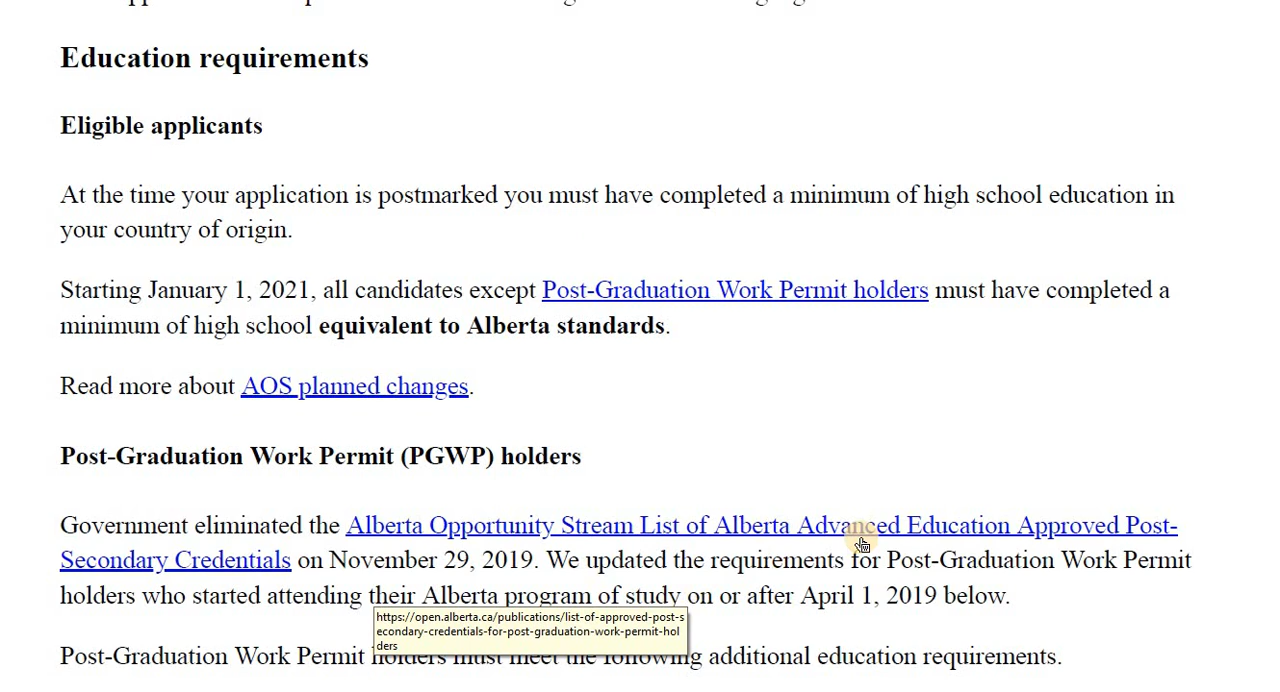 Education requirements
Eligible applicants
At the time your application is postmarked you must have completed a minimum of high school education in
your country of origin.
Starting January 1, 2021, all candidates except Post-Graduation Work Permit holders must have completed a
minimum of high school equivalent to Alberta standards.
Read more about AOS planned changes.
Post-Graduation Work Permit (PGWP) holders
Government eliminated the Alberta Opportunity Stream List of Alberta Advanced Education Approved Post-
Secondary Credentials on November 29, 2019. We updated the requirements for Post-Graduation Work Permit
holders who started attending their Alberta program of study on or after April 1, 2019 below.
https://open.alberta.ca/publications/list-of-approved-post-s
econdary-credentials-for-post-graduation-work-permit-hol
ders
Post-Graduation Work Permit holders must meet the following additional education requirements.